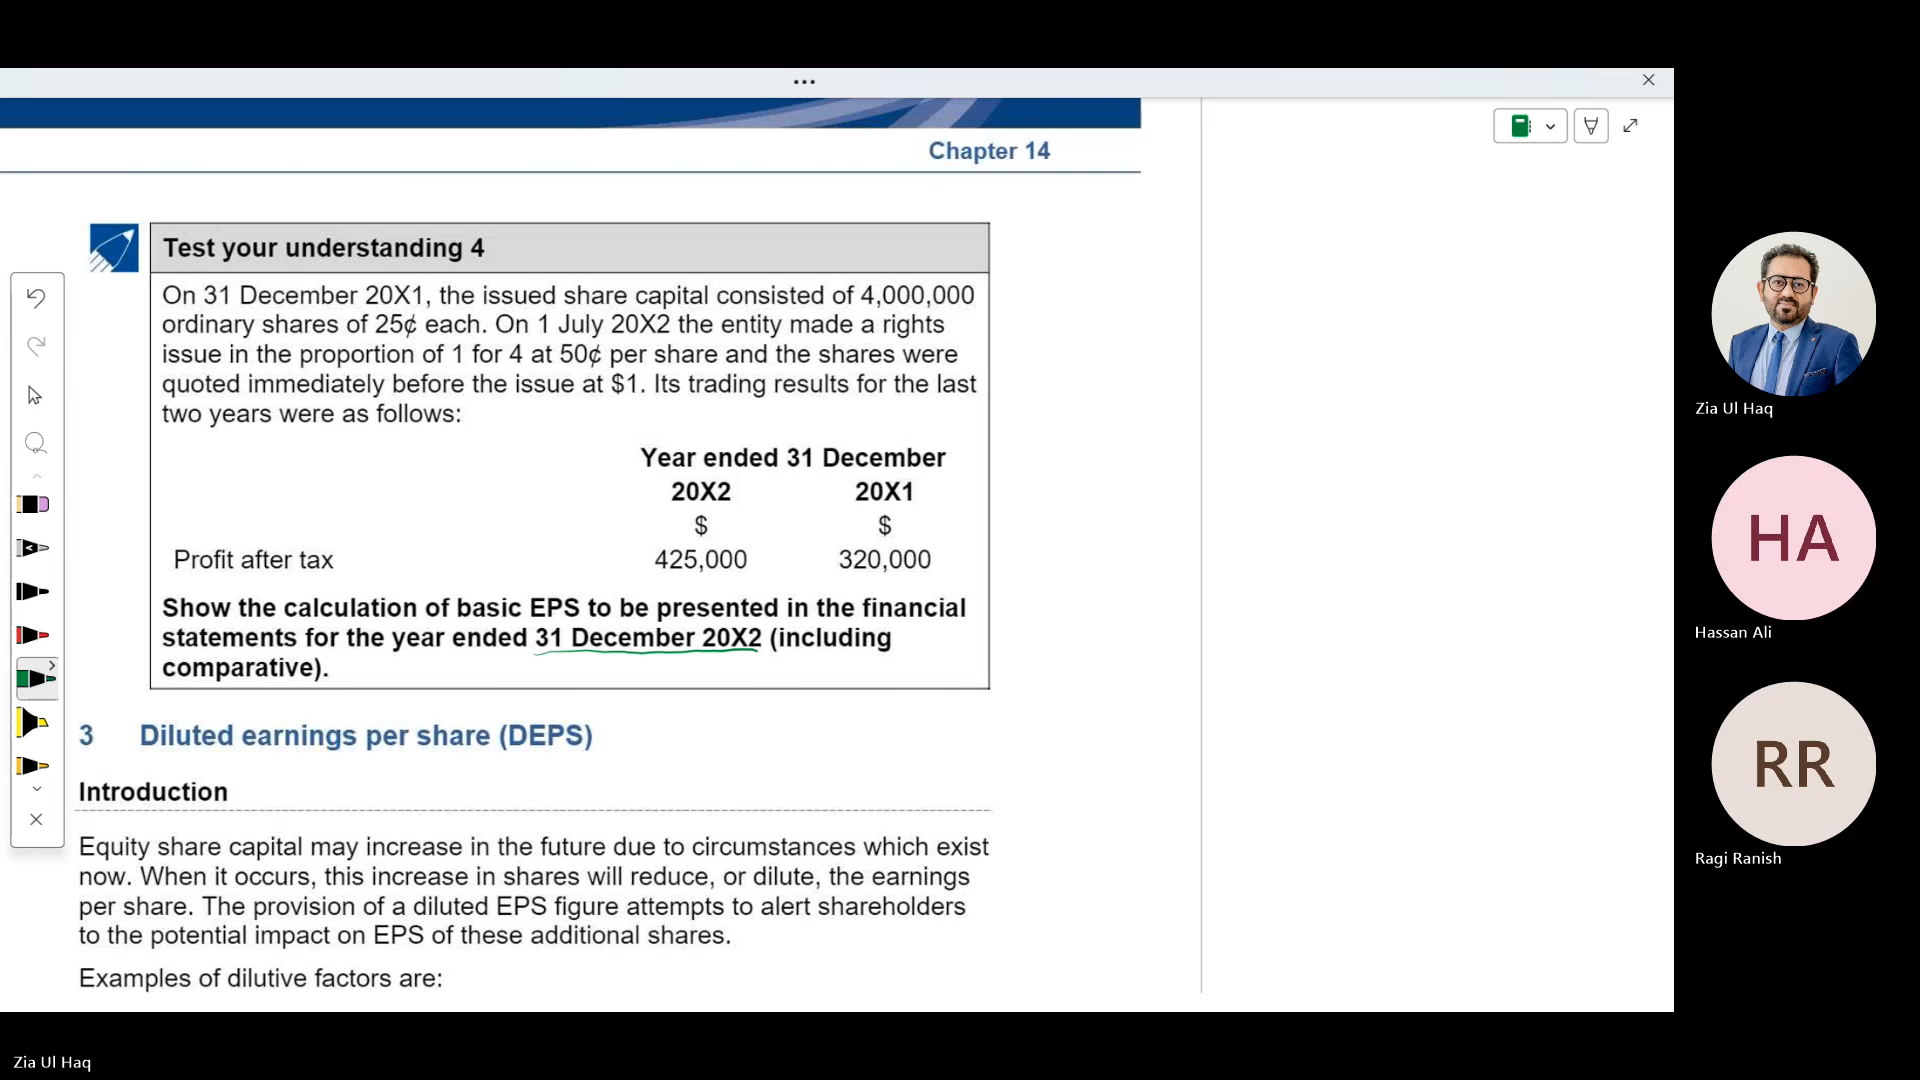 Chapter 14
Test your understanding 4
On 31 December 20X1, the issued share capital consisted of 4,000,000
ordinary shares of 25¢ each. On 1 July 20X2 the entity made a rights
issue in the proportion of 1 for 4 at 50¢ per share and the shares were
quoted immediately before the issue at $1. Its trading results for the last
two years were as follows:
Year ended 31 December
20X2 20X1
$ $
Profit after tax 425,000 320,000
Show the calculation of basic EPS to be presented in the financial
statements for the year ended 31 December 20X2 (including
comparative).
3 Diluted earnings per share (DEPS)
Introduction
Equity share capital may increase in the future due to circumstances which exist
now. When it occurs, this increase in shares will reduce, or dilute, the earnings
per share. The provision of a diluted EPS figure attempts to alert shareholders
to the potential impact on EPS of these additional shares.
Examples of dilutive factors are:
Zia Ul Haq
HA
Hassan Ali
RR
Ragi Ranish
Zia Ul Haq